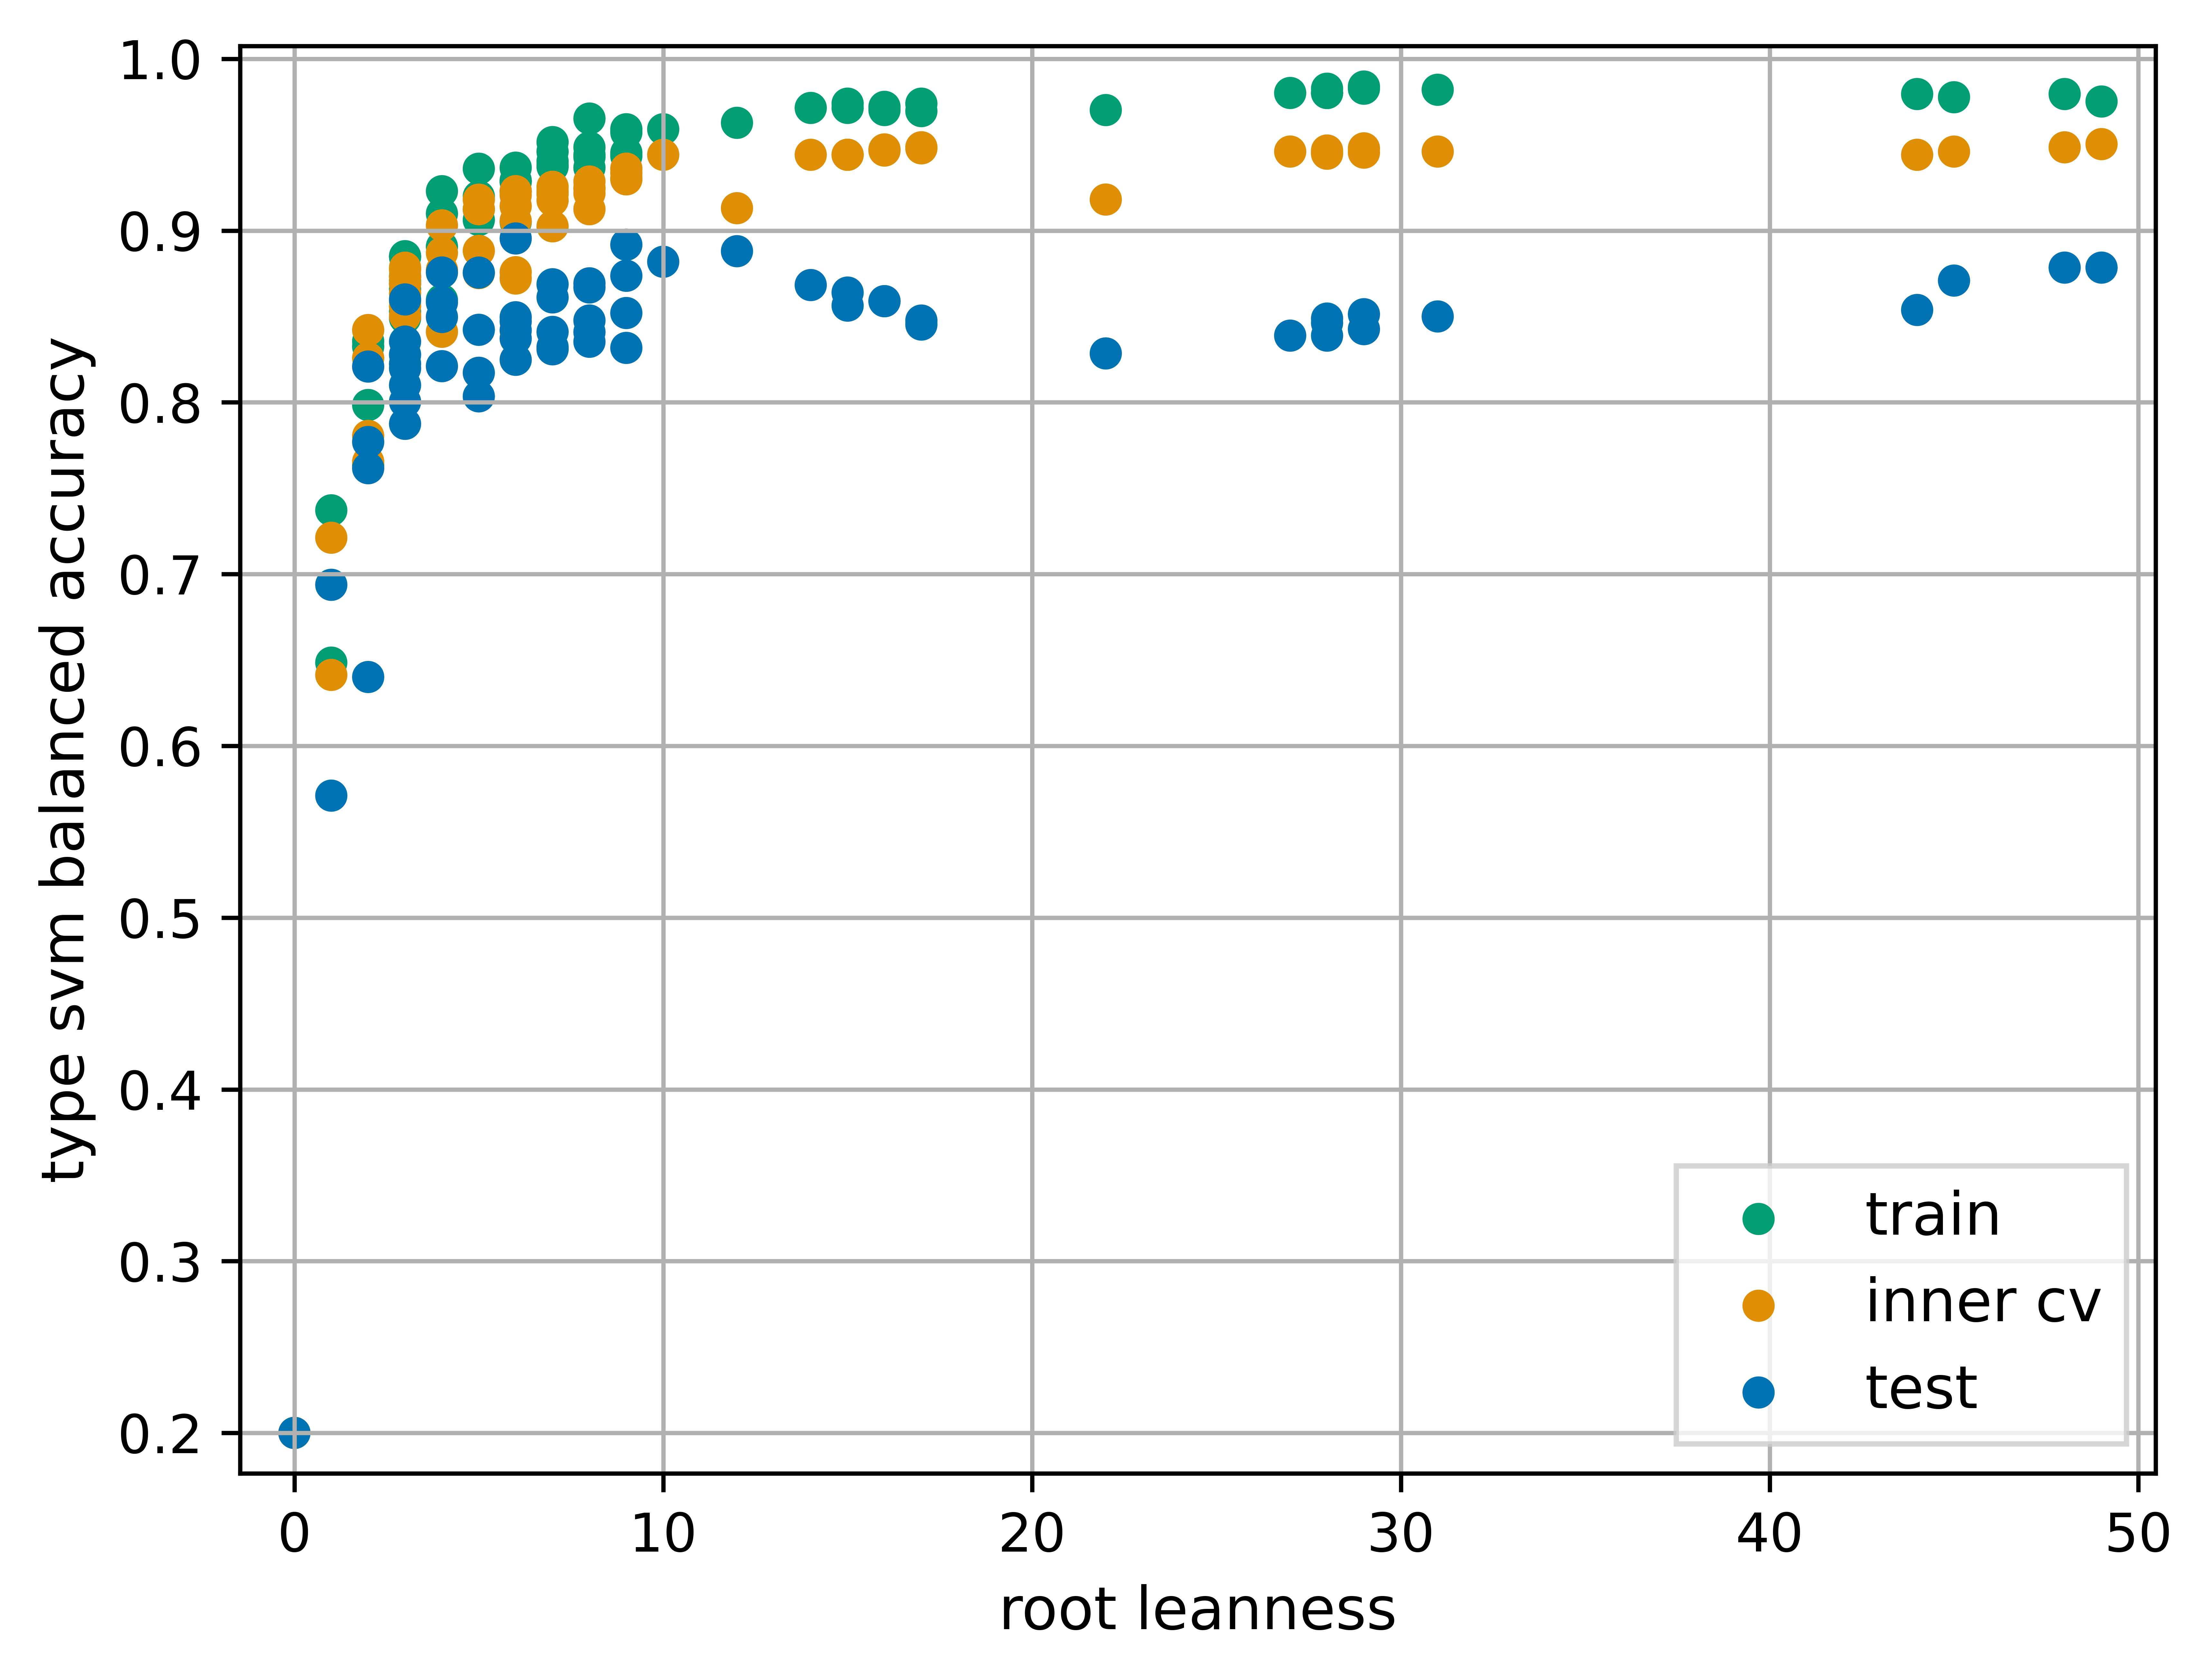 type svm balanced accuracy
1.0
0.9
0.8
0.7
0.6
0.5
0.4
0.3
0.2
0 10 20 30 40 50
root leanness
train
inner cv
test